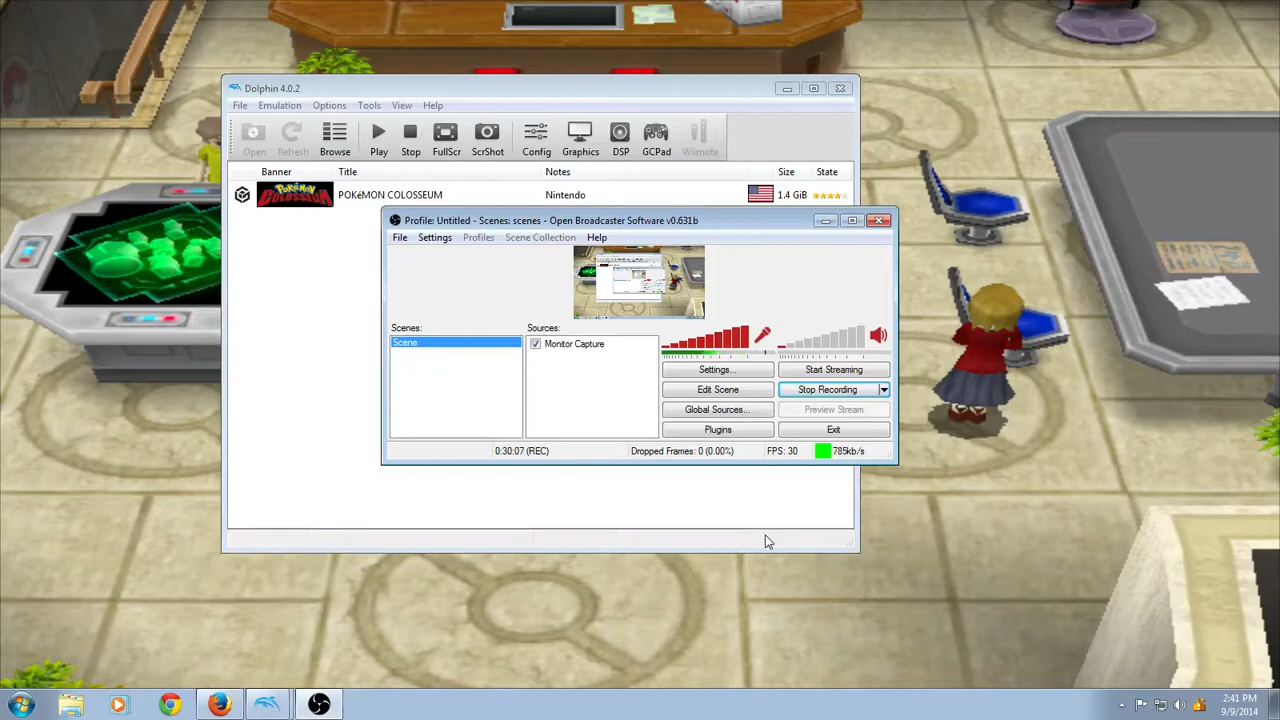 Dolphin 4.0.2
File Emulation Options Tools View Help
Open Refresh Browse Play Stop FullScr ScrShot Config Graphics DSP GCPad Wiimote
Banner Title Notes Size State
POKéMON COLOSSEUM POKéMON COLOSSEUM Nintendo 1.4 GiB
Profile: Untitled - Scenes: scenes - Open Broadcaster Software v0.631b
File Settings Profiles Scene Collection Help
Scenes: Sources:
Scene Monitor Capture
Settings... Start Streaming
Edit Scene Stop Recording
Global Sources... Preview Stream
Plugins Exit
0:30:07 (REC) Dropped Frames: 0 (0.00%) FPS: 30 785kb/s
2:41 PM
9/9/2014